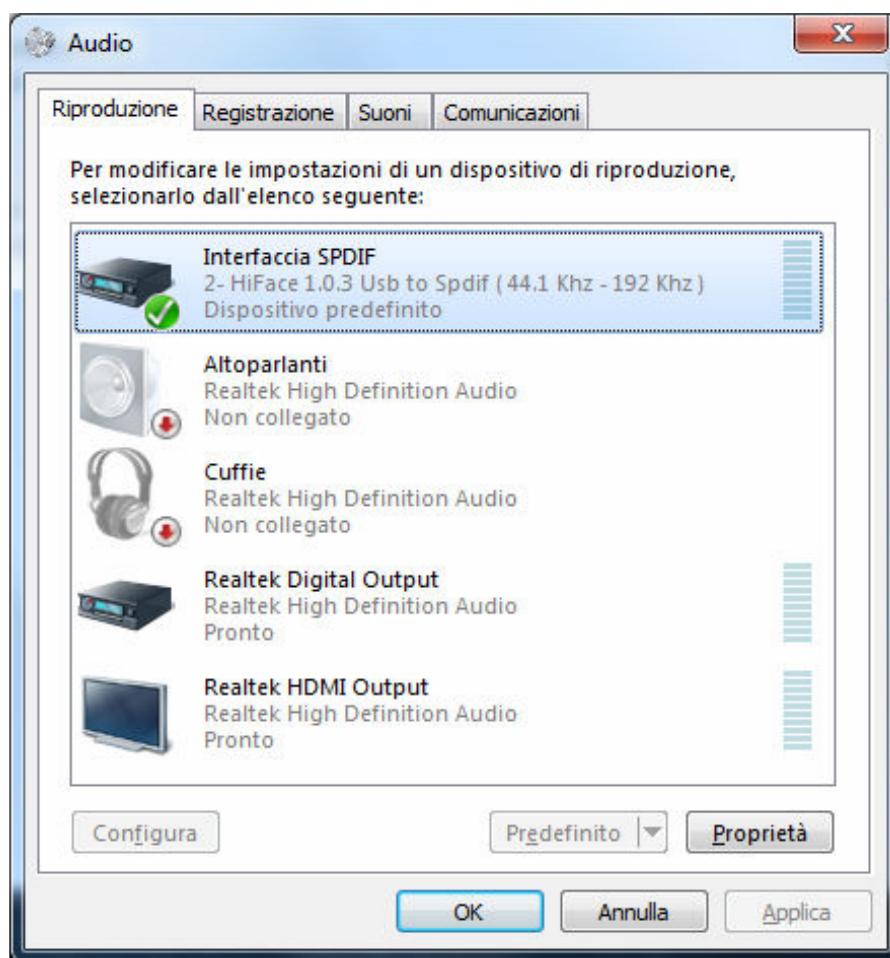 Audio
Riproduzione Registrazione Suoni Comunicazioni
Per modificare le impostazioni di un dispositivo di riproduzione,
selezionarlo dall'elenco seguente:
Interfaccia SPDIF
2- HiFace 1.0.3 Usb to Spdif ( 44.1 Khz - 192 Khz )
Dispositivo predefinito
Altoparlanti
Realtek High Definition Audio
Non collegato
Cuffie
Realtek High Definition Audio
Non collegato
Realtek Digital Output
Realtek High Definition Audio
Pronto
Realtek HDMI Output
Realtek High Definition Audio
Pronto
Configura Predefinito Proprietà
OK Annulla Applica